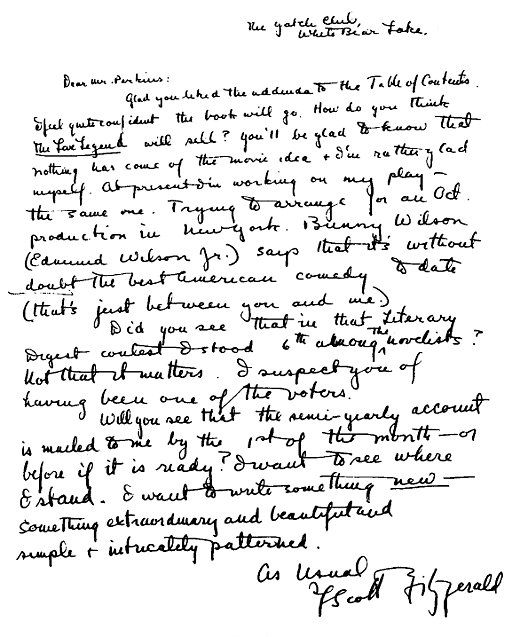 The Yatch Club,
White Bear Lake.
Dear Mr. Perkins:
Glad you liked the addenda to the Table of Contents.
I feel quite confident the book will go. How do you think
The Love Legend will sell? You'll be glad to know that
nothing has come of the movie idea + I'm rather glad
myself. At present I'm working on my play —
the same one. Trying to arrange for an Oct.
production in New York. Bunny Wilson
(Edmund Wilson Jr.) says that it's without
doubt the best American comedy to date
(that's just between you and me.)
Did you see that in that Literary
Digest contest I stood 6th among the novelists?
Not that it matters. I suspect you of
having been one of the voters.
Will you see that the semi-yearly account
is mailed to me by the 1st of the month — or
before if it is ready? I want to see where
I stand. I want to write something new —
something extraordinary and beautiful and
simple + intricately patterned.
As Usual
F Scott Fitzgerald